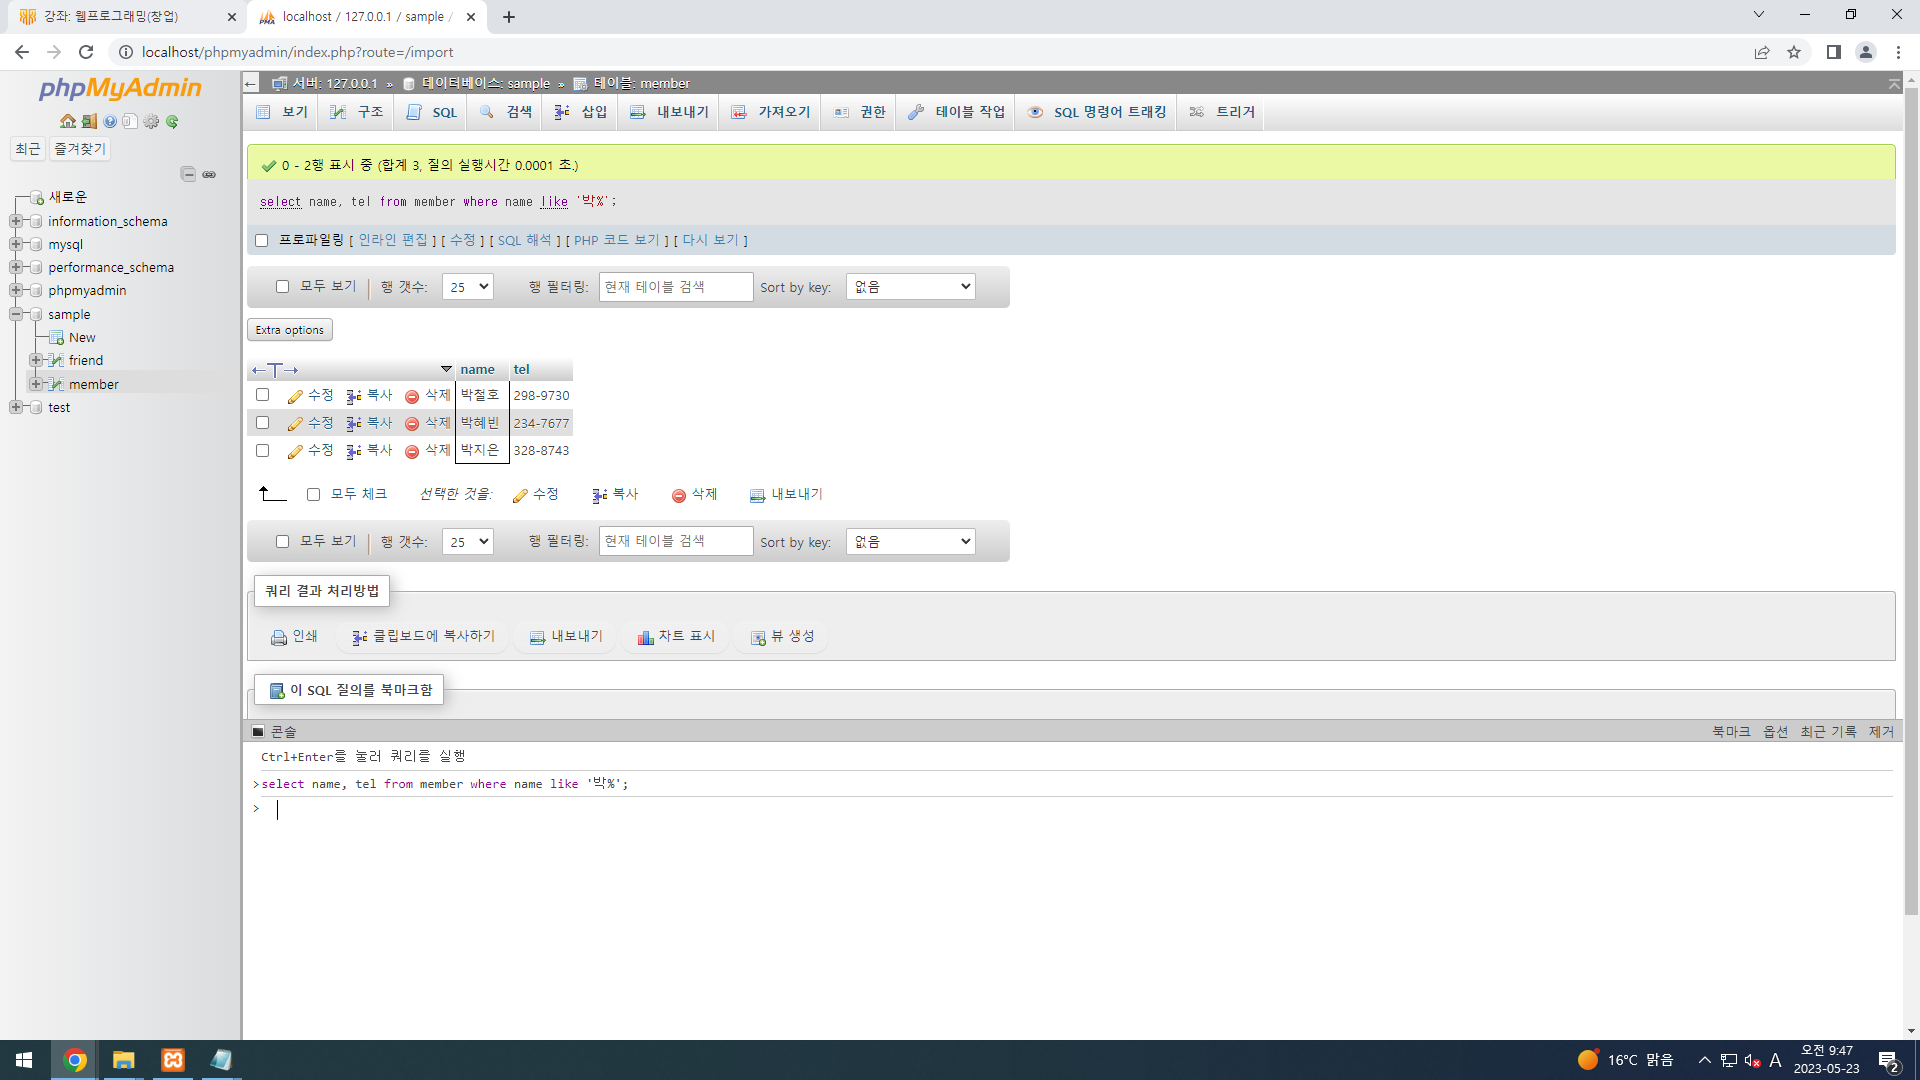 강좌: 웹프로그래밍(창업)
localhost / 127.0.0.1 / sample /
localhost/phpmyadmin/index.php?route=/import
phpMyAdmin
최근 즐겨찾기
새로운
information_schema
mysql
performance_schema
phpmyadmin
sample
New
friend
member
test
서버: 127.0.0.1 » 데이터베이스: sample » 테이블: member
보기 구조 SQL 검색 삽입 내보내기 가져오기 권한 테이블 작업 SQL 명령어 트래킹 트리거
0 - 2행 표시 중 (합계 3, 질의 실행시간 0.0001 초.)
select name, tel from member where name like '박%';
프로파일링 [ 인라인 편집 ] [ 수정 ] [ SQL 해석 ] [ PHP 코드 보기 ] [ 다시 보기 ]
모두 보기 행 갯수: 25 행 필터링: 현재 테이블 검색 Sort by key: 없음
Extra options
←T→ name tel
수정 복사 삭제 박철호 298-9730
수정 복사 삭제 박혜빈 234-7677
수정 복사 삭제 박지은 328-8743
모두 체크 선택한 것을: 수정 복사 삭제 내보내기
모두 보기 행 갯수: 25 행 필터링: 현재 테이블 검색 Sort by key: 없음
쿼리 결과 처리방법
인쇄 클립보드에 복사하기 내보내기 차트 표시 뷰 생성
이 SQL 질의를 북마크함
콘솔 북마크 옵션 최근 기록 제거
Ctrl+Enter를 눌러 쿼리를 실행
>select name, tel from member where name like '박%';
>
16°C 맑음 A 오전 9:47
2023-05-23
2